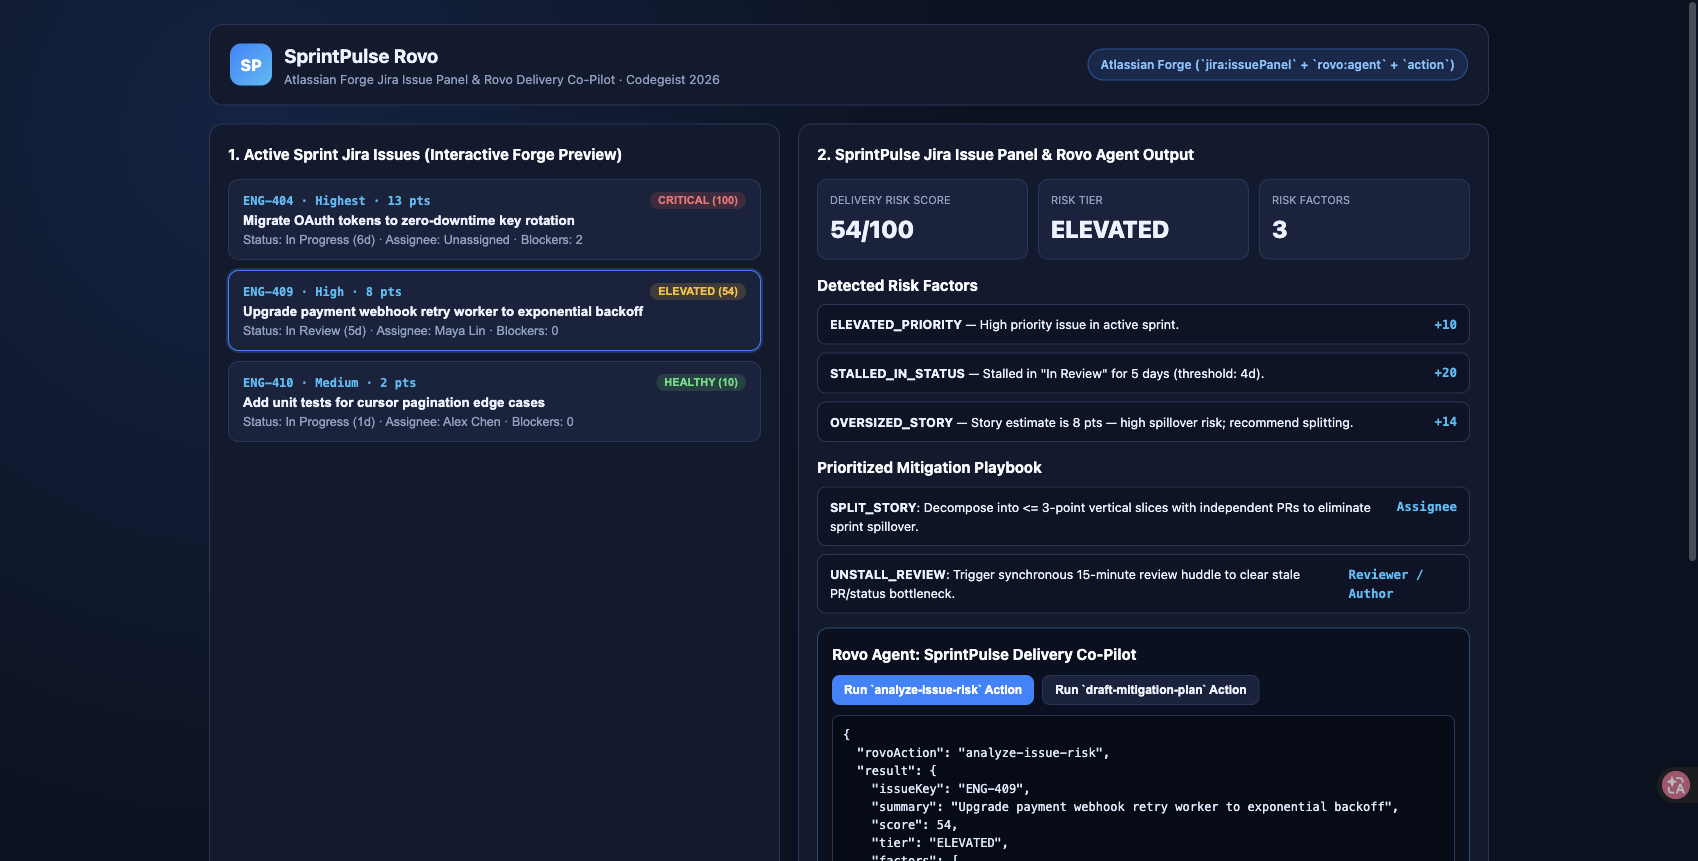 SP
SprintPulse Rovo
Atlassian Forge Jira Issue Panel & Rovo Delivery Co-Pilot · Codegeist 2026
Atlassian Forge (`jira:issuePanel` + `rovo:agent` + `action`)
1. Active Sprint Jira Issues (Interactive Forge Preview)
ENG-404 · Highest · 13 pts
CRITICAL (100)
Migrate OAuth tokens to zero-downtime key rotation
Status: In Progress (6d) · Assignee: Unassigned · Blockers: 2
ENG-409 · High · 8 pts
ELEVATED (54)
Upgrade payment webhook retry worker to exponential backoff
Status: In Review (5d) · Assignee: Maya Lin · Blockers: 0
ENG-410 · Medium · 2 pts
HEALTHY (10)
Add unit tests for cursor pagination edge cases
Status: In Progress (1d) · Assignee: Alex Chen · Blockers: 0
2. SprintPulse Jira Issue Panel & Rovo Agent Output
DELIVERY RISK SCORE
54/100
RISK TIER
ELEVATED
RISK FACTORS
3
Detected Risk Factors
ELEVATED_PRIORITY — High priority issue in active sprint.
+10
STALLED_IN_STATUS — Stalled in "In Review" for 5 days (threshold: 4d).
+20
OVERSIZED_STORY — Story estimate is 8 pts — high spillover risk; recommend splitting.
+14
Prioritized Mitigation Playbook
SPLIT_STORY: Decompose into <= 3-point vertical slices with independent PRs to eliminate
sprint spillover.
Assignee
UNSTALL_REVIEW: Trigger synchronous 15-minute review huddle to clear stale
PR/status bottleneck.
Reviewer /
Author
Rovo Agent: SprintPulse Delivery Co-Pilot
Run `analyze-issue-risk` Action
Run `draft-mitigation-plan` Action
{
"rovoAction": "analyze-issue-risk",
"result": {
"issueKey": "ENG-409",
"summary": "Upgrade payment webhook retry worker to exponential backoff",
"score": 54,
"tier": "ELEVATED",
"factors": [